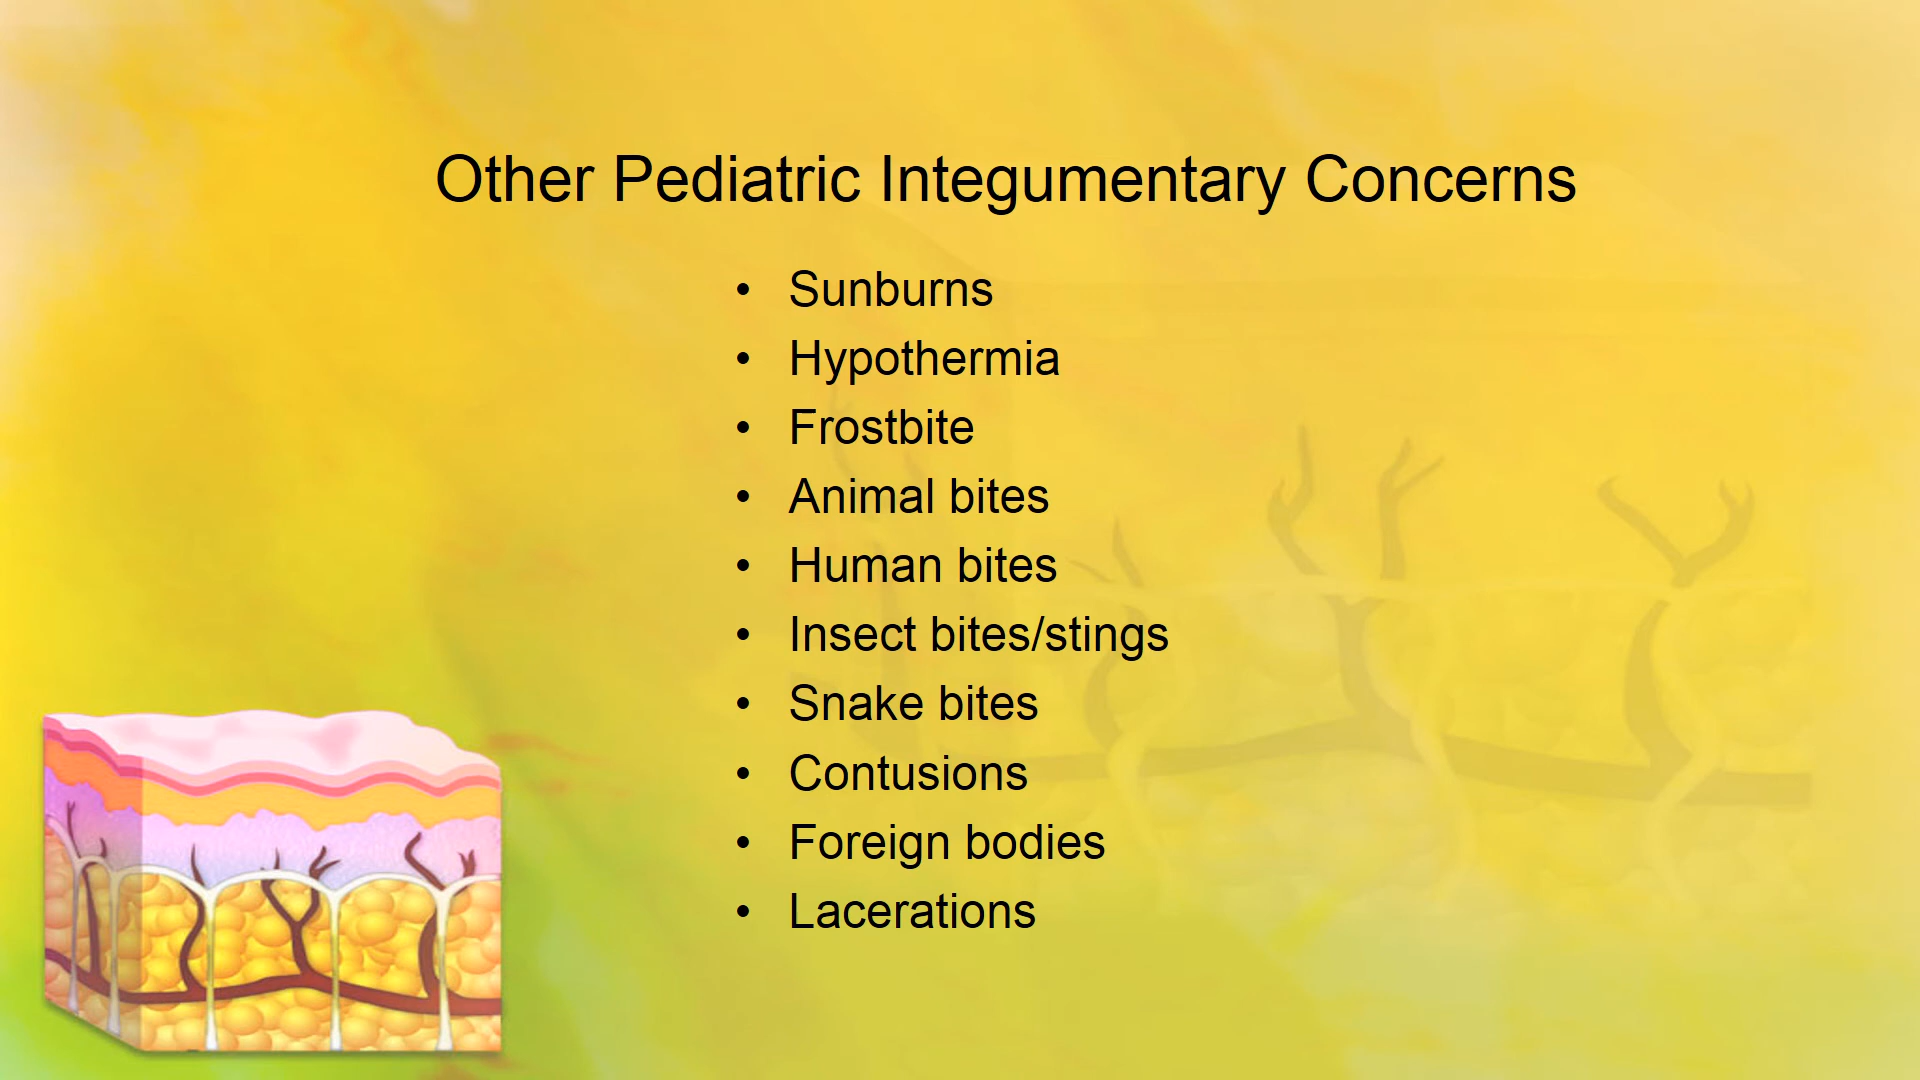 Other Pediatric Integumentary Concerns
• Sunburns
• Hypothermia
• Frostbite
• Animal bites
• Human bites
• Insect bites/stings
• Snake bites
• Contusions
• Foreign bodies
• Lacerations